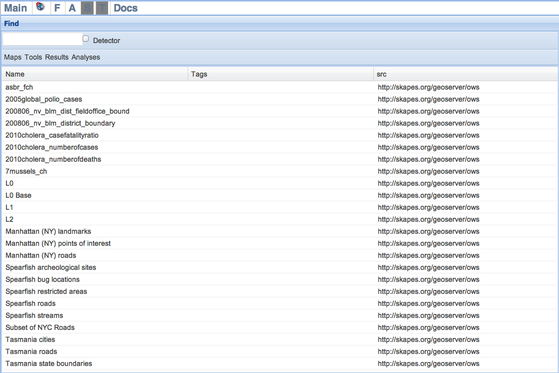 Main F A Docs
Find
Detector
Maps Tools Results Analyses
Name Tags src
asbr_fch http://skapes.org/geoserver/ows
2005global_polio_cases http://skapes.org/geoserver/ows
200806_nv_blm_dist_fieldoffice_bound http://skapes.org/geoserver/ows
200806_nv_blm_district_boundary http://skapes.org/geoserver/ows
2010cholera_casefatalityratio http://skapes.org/geoserver/ows
2010cholera_numberofcases http://skapes.org/geoserver/ows
2010cholera_numberofdeaths http://skapes.org/geoserver/ows
7mussels_ch http://skapes.org/geoserver/ows
L0 http://skapes.org/geoserver/ows
L0 Base http://skapes.org/geoserver/ows
L1 http://skapes.org/geoserver/ows
L2 http://skapes.org/geoserver/ows
Manhattan (NY) landmarks http://skapes.org/geoserver/ows
Manhattan (NY) points of interest http://skapes.org/geoserver/ows
Manhattan (NY) roads http://skapes.org/geoserver/ows
Spearfish archeological sites http://skapes.org/geoserver/ows
Spearfish bug locations http://skapes.org/geoserver/ows
Spearfish restricted areas http://skapes.org/geoserver/ows
Spearfish roads http://skapes.org/geoserver/ows
Spearfish streams http://skapes.org/geoserver/ows
Subset of NYC Roads http://skapes.org/geoserver/ows
Tasmania cities http://skapes.org/geoserver/ows
Tasmania roads http://skapes.org/geoserver/ows
Tasmania state boundaries http://skapes.org/geoserver/ows